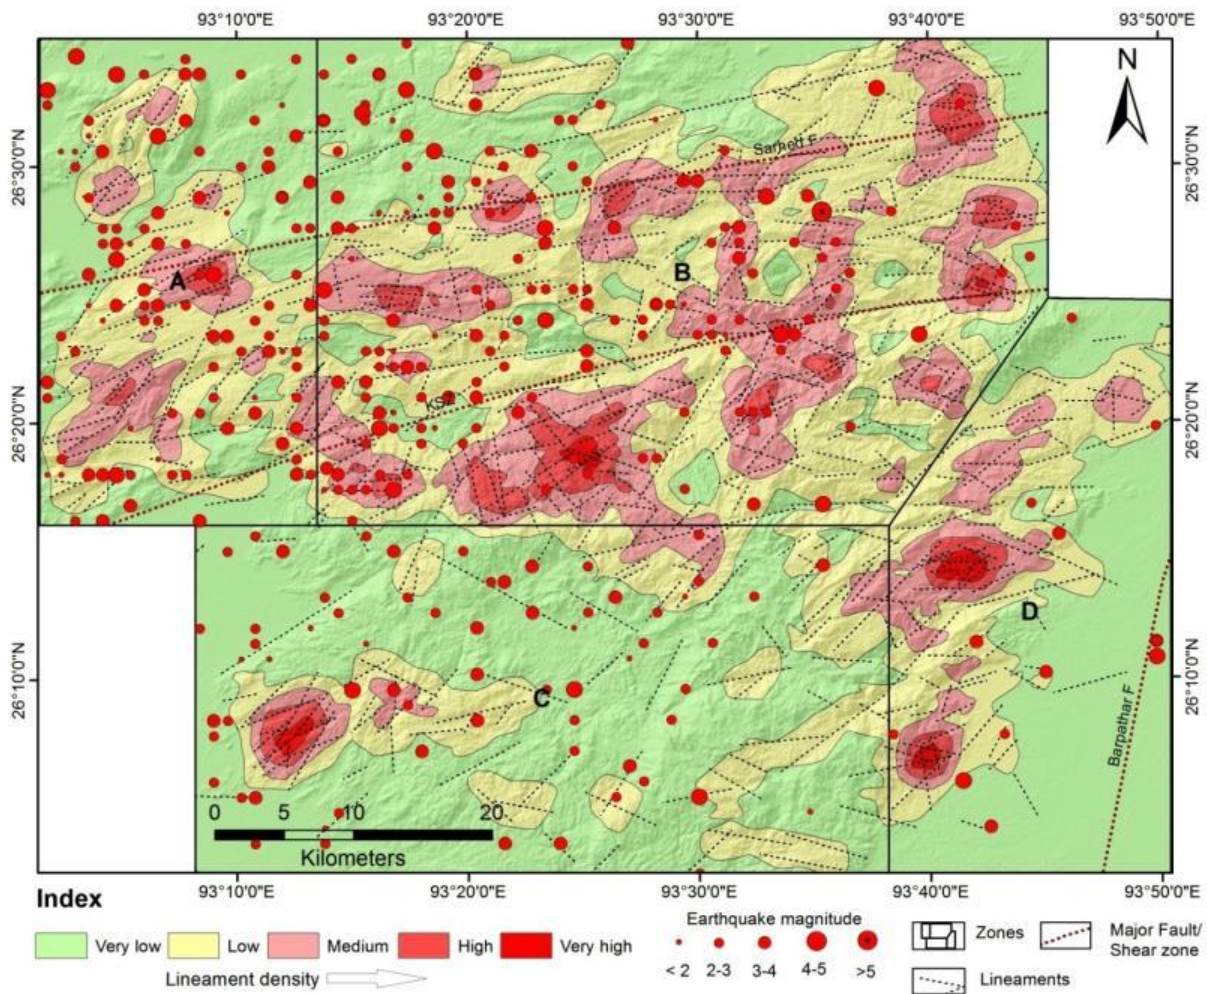 93°10'0"E 93°20'0"E 93°30'0"E 93°40'0"E 93°50'0"E
N
26°30'0"N
Sarhed F
26°30'0"N
A
B
KSZ
26°20'0"N
26°20'0"N
D
26°10'0"N
C
26°10'0"N
Barpathar F
0 5 10 20
Kilometers
93°10'0"E 93°20'0"E 93°30'0"E 93°40'0"E 93°50'0"E
Index
Very low Low Medium High Very high
Lineament density
Earthquake magnitude
< 2 2-3 3-4 4-5 >5
Zones
Major Fault/
Shear zone
Lineaments